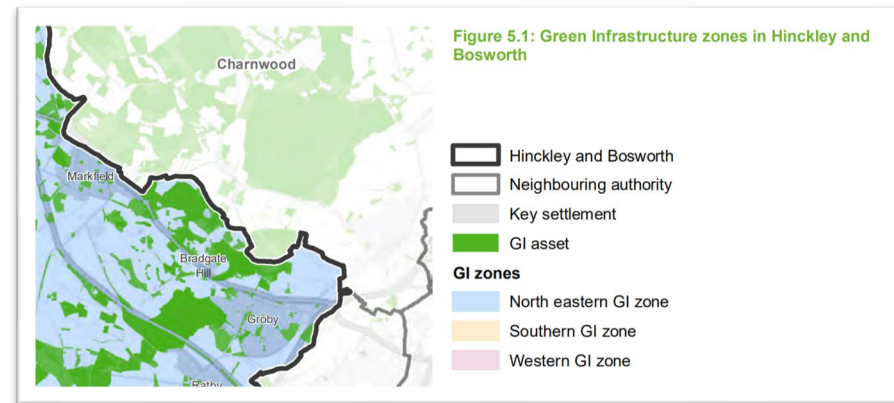 Figure 5.1: Green Infrastructure zones in Hinckley and
Bosworth
Charnwood
Markfield
Bradgate
Hill
Groby
Ratby
Hinckley and Bosworth
Neighbouring authority
Key settlement
GI asset
GI zones
North eastern GI zone
Southern GI zone
Western GI zone